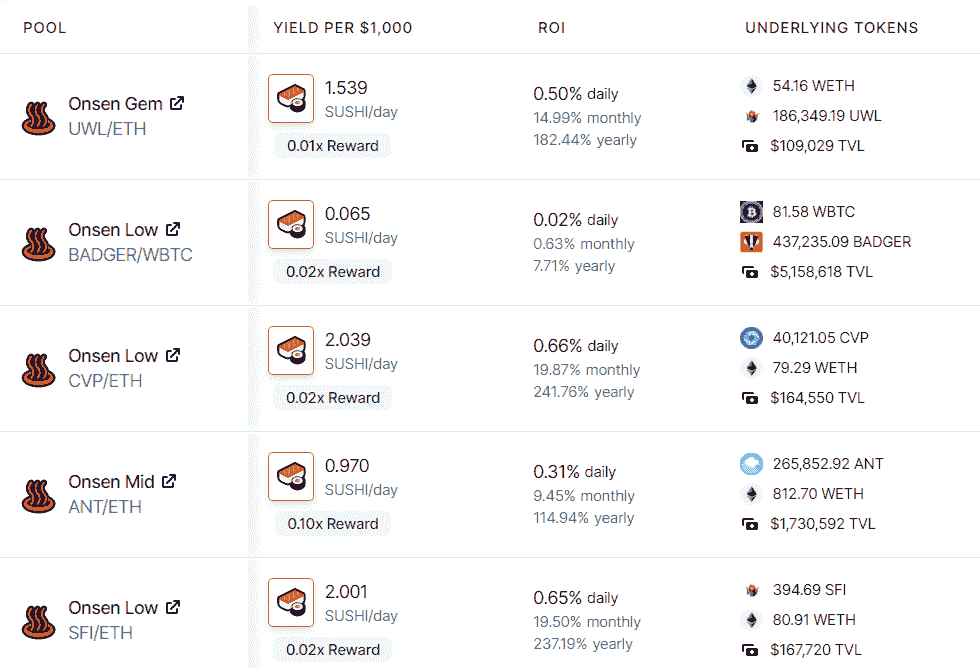 POOL YIELD PER $1,000 ROI UNDERLYING TOKENS
Onsen Gem
UWL/ETH
1.539
SUSHI/day
0.01x Reward
0.50% daily
14.99% monthly
182.44% yearly
54.16 WETH
186,349.19 UWL
$109,029 TVL
Onsen Low
BADGER/WBTC
0.065
SUSHI/day
0.02x Reward
0.02% daily
0.63% monthly
7.71% yearly
81.58 WBTC
437,235.09 BADGER
$5,158,618 TVL
Onsen Low
CVP/ETH
2.039
SUSHI/day
0.02x Reward
0.66% daily
19.87% monthly
241.76% yearly
40,121.05 CVP
79.29 WETH
$164,550 TVL
Onsen Mid
ANT/ETH
0.970
SUSHI/day
0.10x Reward
0.31% daily
9.45% monthly
114.94% yearly
265,852.92 ANT
812.70 WETH
$1,730,592 TVL
Onsen Low
SFI/ETH
2.001
SUSHI/day
0.02x Reward
0.65% daily
19.50% monthly
237.19% yearly
394.69 SFI
80.91 WETH
$167,720 TVL